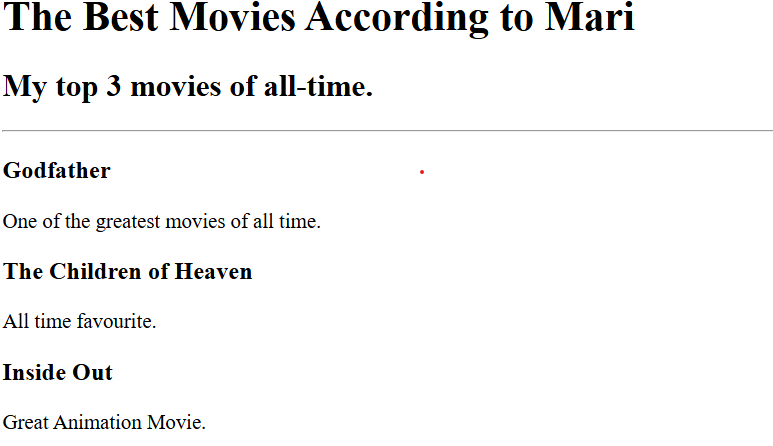 The Best Movies According to Mari
My top 3 movies of all-time.
Godfather
One of the greatest movies of all time.
The Children of Heaven
All time favourite.
Inside Out
Great Animation Movie.